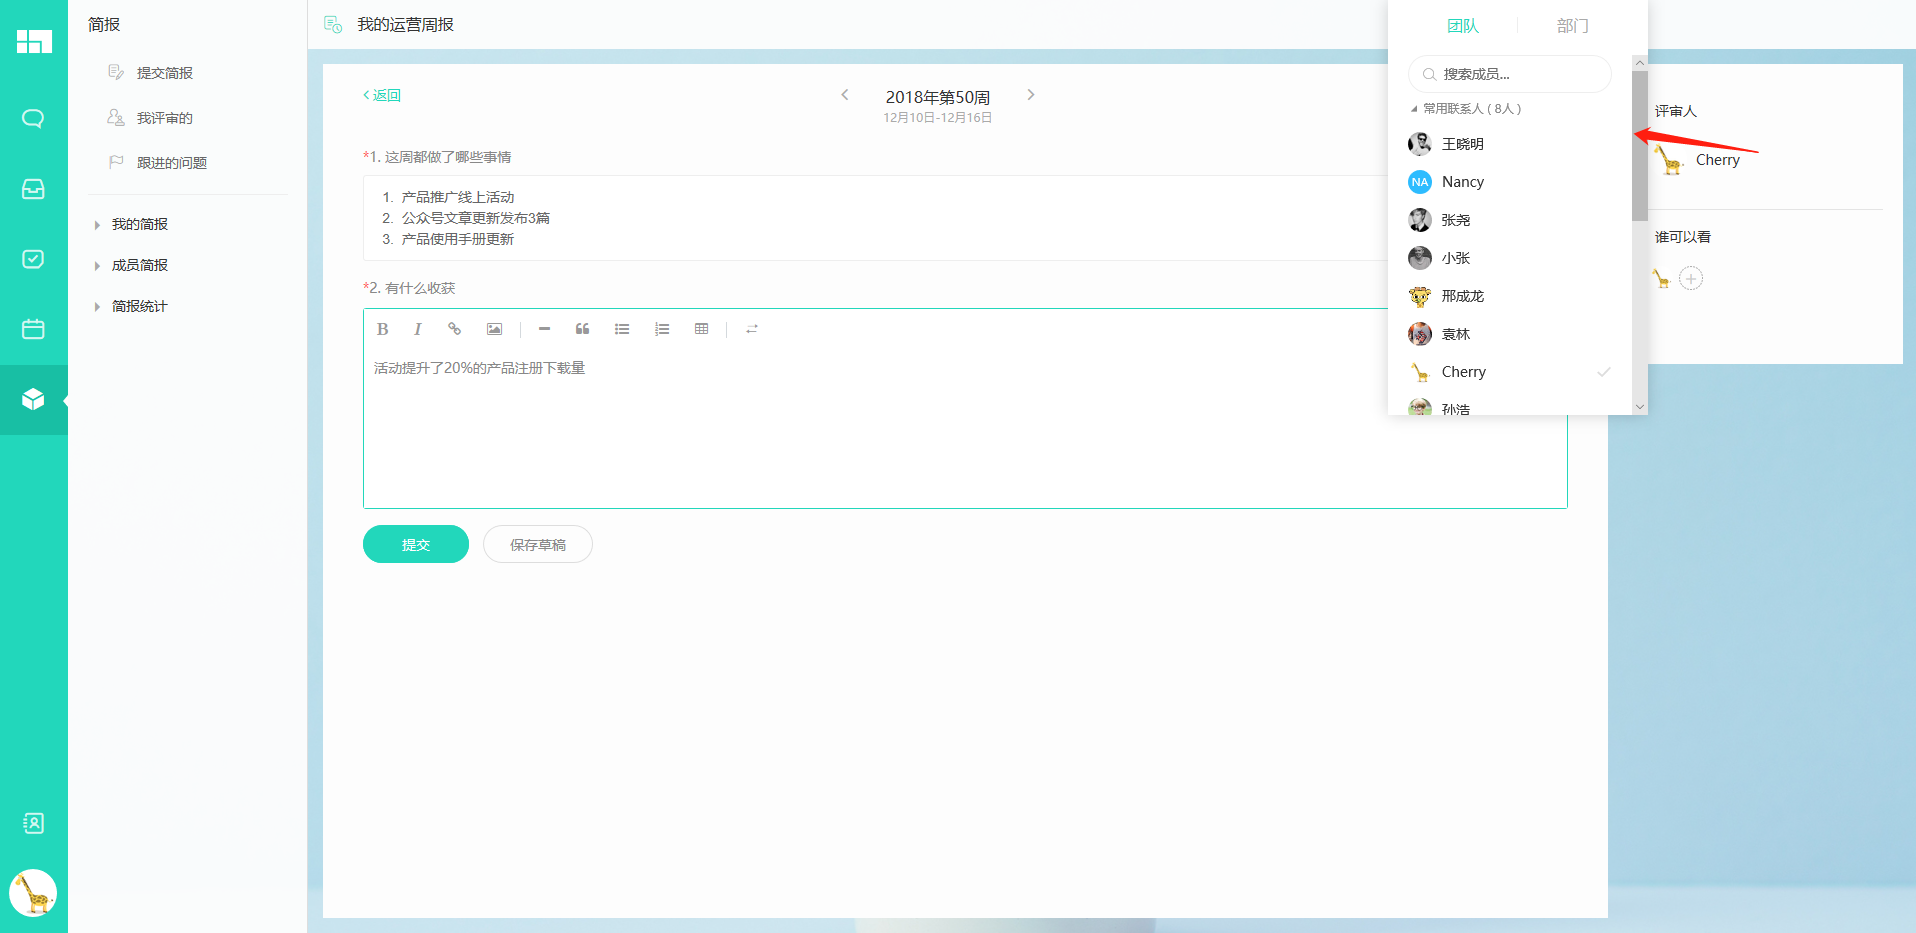 简报
提交简报
我评审的
跟进的问题
我的简报
成员简报
简报统计
我的运营周报
返回
2018年第50周
12月10日-12月16日
*1. 这周都做了哪些事情
1. 产品推广线上活动
2. 公众号文章更新发布3篇
3. 产品使用手册更新
*2. 有什么收获
B I
活动提升了20%的产品注册下载量
提交 保存草稿
团队 部门
搜索成员...
常用联系人 ( 8人 )
王晓明
NA Nancy
张尧
小张
邢成龙
袁林
Cherry
孙浩
评审人
Cherry
谁可以看